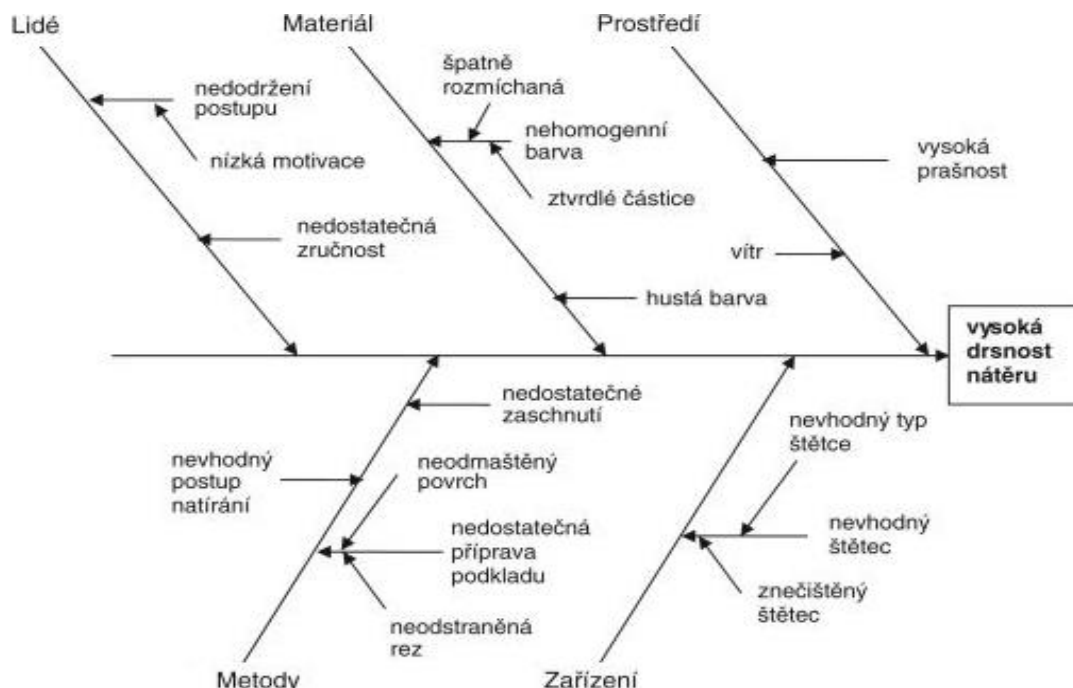 Lidé
Materiál
Prostředí
nedodržení
postupu
nízká motivace
nedostatečná
zručnost
špatně
rozmíchaná
nehomogenní
barva
ztvrdlé částice
hustá barva
vysoká
prašnost
vítr
vysoká
drsnost
nátěru
nedostatečné
zaschnutí
nevhodný
postup
natírání
neodmaštěný
povrch
nedostatečná
příprava
podkladu
neodstraněná
rez
nevhodný typ
štětce
nevhodný
štětec
znečištěný
štětec
Metody
Zařízení